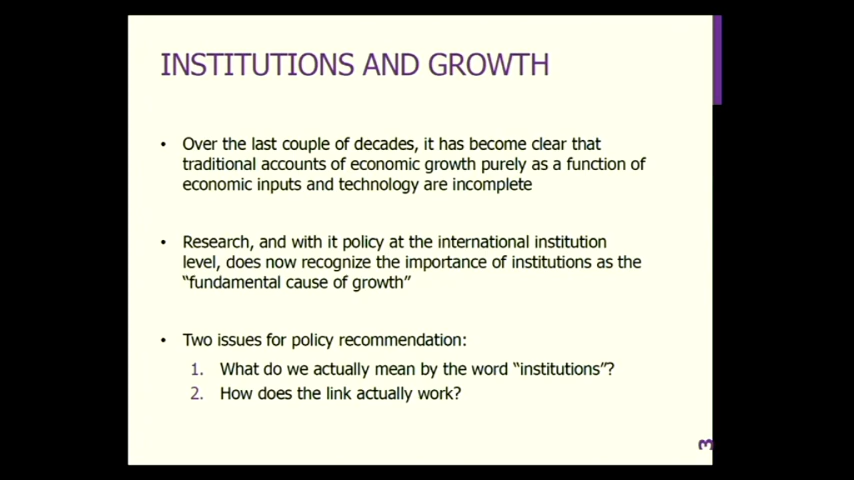 INSTITUTIONS AND GROWTH
• Over the last couple of decades, it has become clear that
traditional accounts of economic growth purely as a function of
economic inputs and technology are incomplete
• Research, and with it policy at the international institution
level, does now recognize the importance of institutions as the
“fundamental cause of growth”
• Two issues for policy recommendation:
1. What do we actually mean by the word “institutions”?
2. How does the link actually work?
3